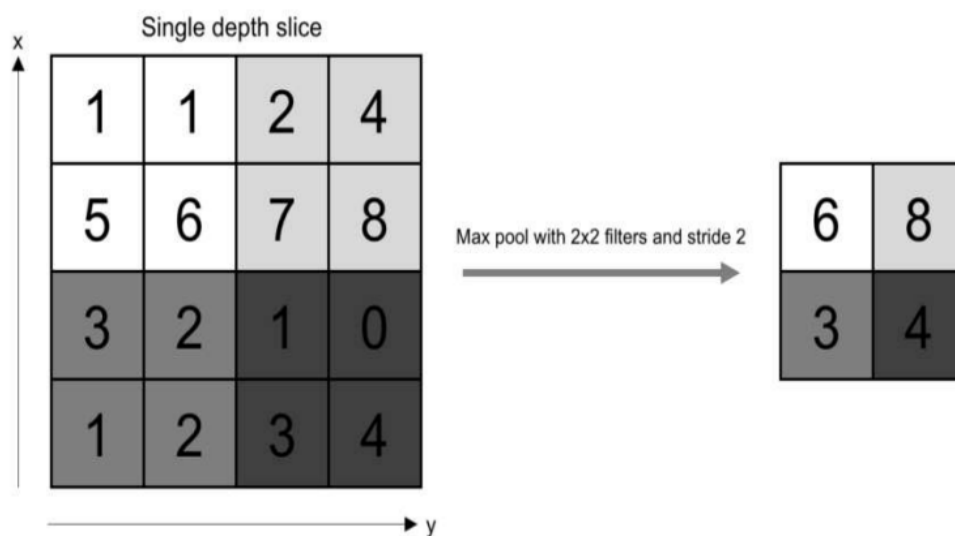 Single depth slice
x
1 1 2 4
5 6 7 8
3 2 1 0
1 2 3 4
y
Max pool with 2x2 filters and stride 2
6 8
3 4